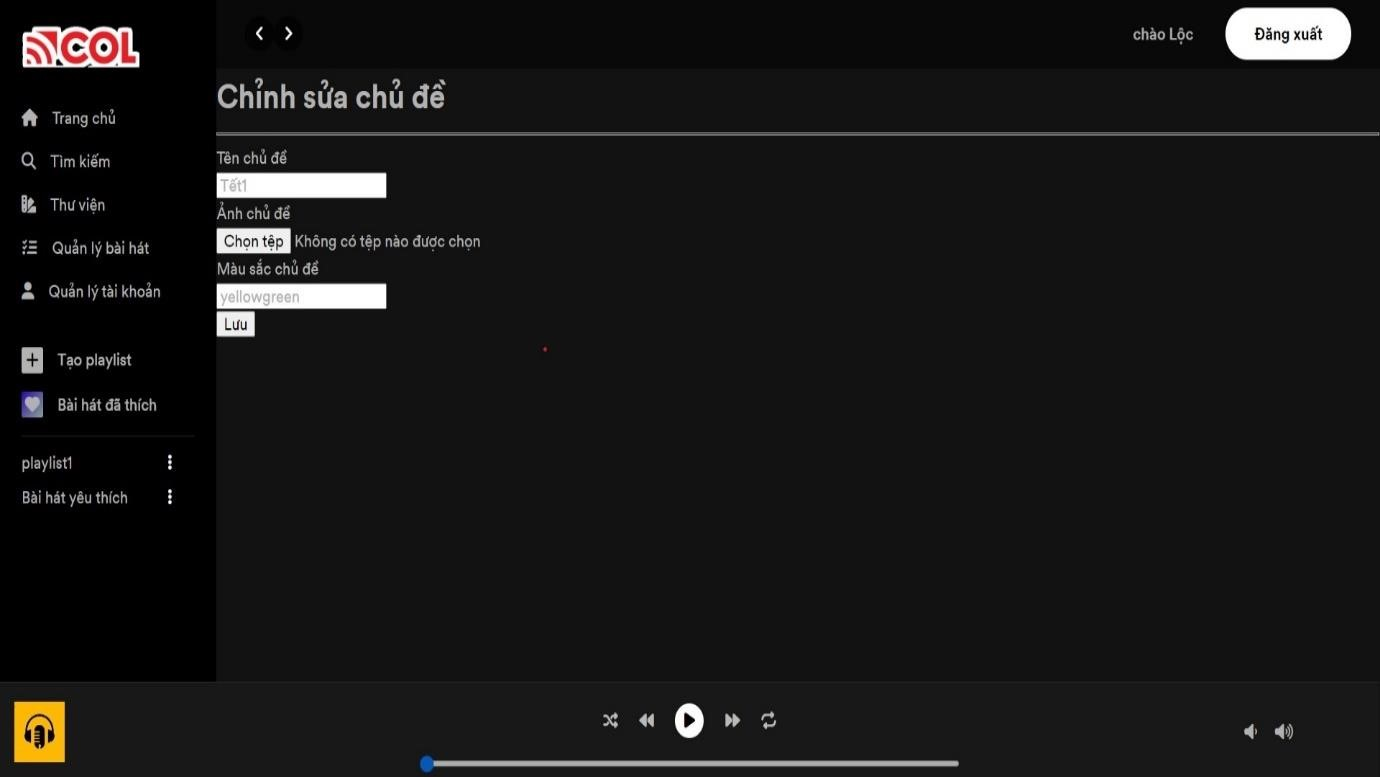 COL
Trang chủ
Tìm kiếm
Thư viện
Quản lý bài hát
Quản lý tài khoản
Tạo playlist
Bài hát đã thích
playlist1
Bài hát yêu thích
chào Lộc
Đăng xuất
Chỉnh sửa chủ đề
Tên chủ đề
Tết1
Ảnh chủ đề
Chọn tệp Không có tệp nào được chọn
Màu sắc chủ đề
yellowgreen
Lưu